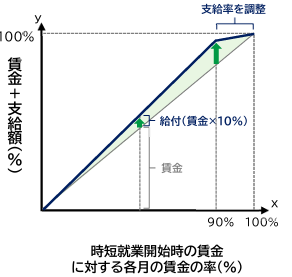 支給率を調整
y
100%
賃金＋支給額(%)
給付(賃金×10%)
賃金
x
90%
100%
時短就業開始時の賃金
に対する各月の賃金の率(%)